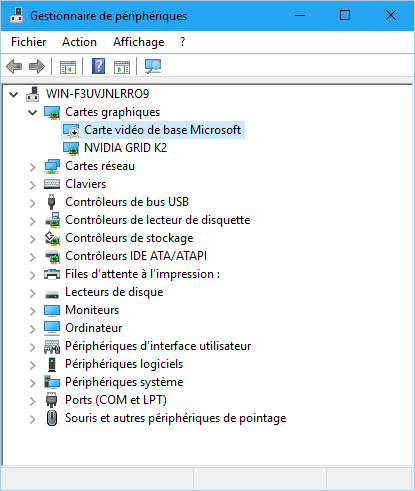 Gestionnaire de périphériques
Fichier Action Affichage ?
WIN-F3UVJNLRRO9
Cartes graphiques
Carte vidéo de base Microsoft
NVIDIA GRID K2
Cartes réseau
Claviers
Contrôleurs de bus USB
Contrôleurs de lecteur de disquette
Contrôleurs de stockage
Contrôleurs IDE ATA/ATAPI
Files d'attente à l'impression :
Lecteurs de disque
Moniteurs
Ordinateur
Périphériques d'interface utilisateur
Périphériques logiciels
Périphériques système
Ports (COM et LPT)
Souris et autres périphériques de pointage